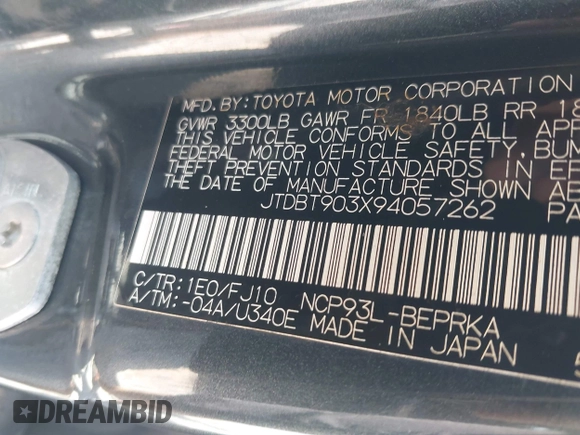 MFD. BY: TOYOTA MOTOR CORPORATION
GVWR 3300LB GAWR FR 1840LB RR
THIS VEHICLE CONFORMS TO ALL
FEDERAL MOTOR VEHICLE SAFETY,
PREVENTION STANDARDS IN
THE DATE OF MANUFACTURE SHOWN
JTDBT903X94057262
C/TR:1E0/FJ10 NCP93L-BEPRKA
A/TM:-04A/U340E MADE IN JAPAN
DREAMBID